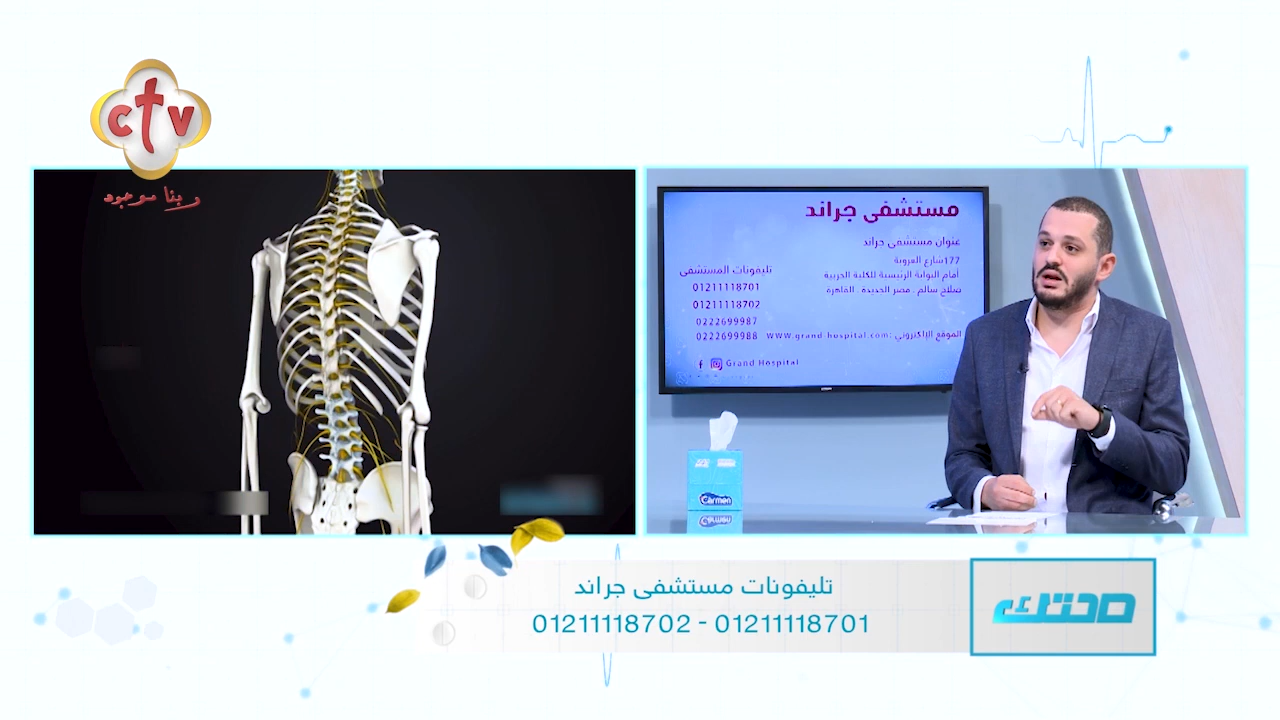 ctv
ربنا موجود
مستشفى جراند
عنوان مستشفى جراند
177شارع العروبة
أمام البوابة الرئيسية للكلية الحربية
صلاح سالم . مصر الجديدة . القاهرة
تليفونات المستشفى
01211118701
01211118702
0222699987
0222699988
الموقع الإلكتروني :www.grand-hospital.com
Grand Hospital
Carmen
تليفونات مستشفى جراند
01211118702 - 01211118701
صحتك